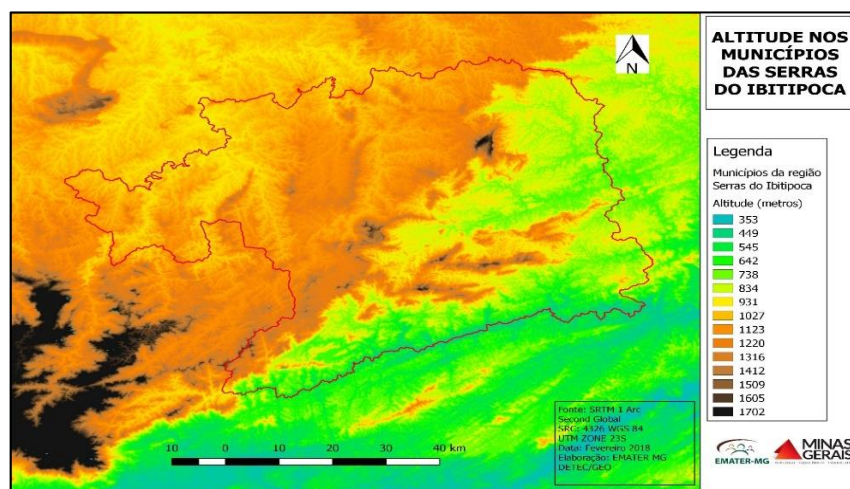 ALTITUDE NOS
MUNICÍPIOS
DAS SERRAS
DO IBITIPOCA
N
Legenda
Municípios da região
Serras do Ibitipoca
Altitude (metros)
353
449
545
642
738
834
931
1027
1123
1220
1316
1412
1509
1605
1702
Fonte: SRTM 1 Arc
Second Global
SRC: 4326 WGS 84
UTM ZONE 23S
Data: Fevereiro 2018
Elaboração: EMATER MG
DETEC/GEO
10 0 10 20 30 40 km
EMATER-MG
MINAS
GERAIS